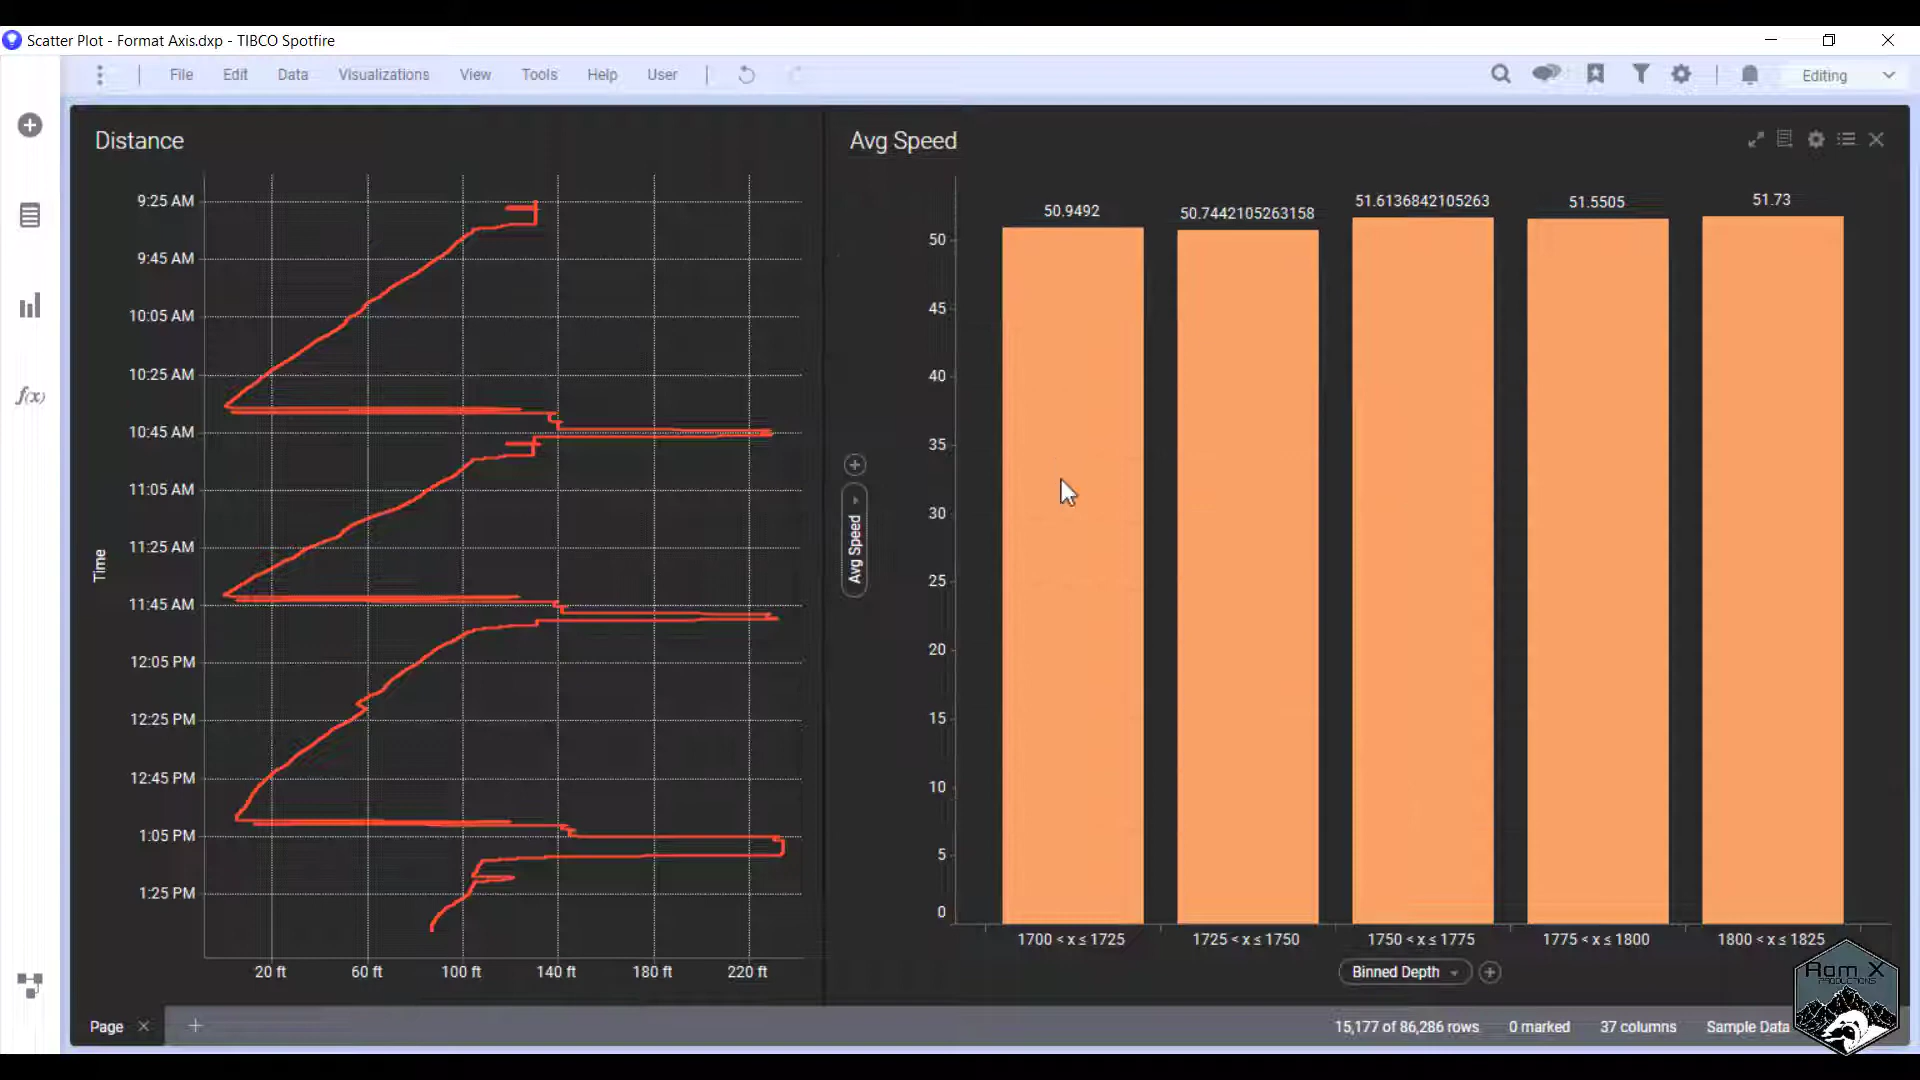 Scatter Plot - Format Axis.dxp - TIBCO Spotfire
File Edit Data Visualizations View Tools Help User
Editing
Distance
Avg Speed
9:25 AM
9:45 AM
10:05 AM
10:25 AM
10:45 AM
11:05 AM
11:25 AM
11:45 AM
12:05 PM
12:25 PM
12:45 PM
1:05 PM
1:25 PM
Time
20 ft 60 ft 100 ft 140 ft 180 ft 220 ft
Avg Speed
50.9492 50.7442105263158 51.6136842105263 51.5505 51.73
50
45
40
35
30
25
20
15
10
5
0
1700 < x ≤ 1725 1725 < x ≤ 1750 1750 < x ≤ 1775 1775 < x ≤ 1800 1800 < x ≤ 1825
Binned Depth
f(x)
Page
15,177 of 86,286 rows 0 marked 37 columns Sample Data
Rom X
PRODUCTIONS